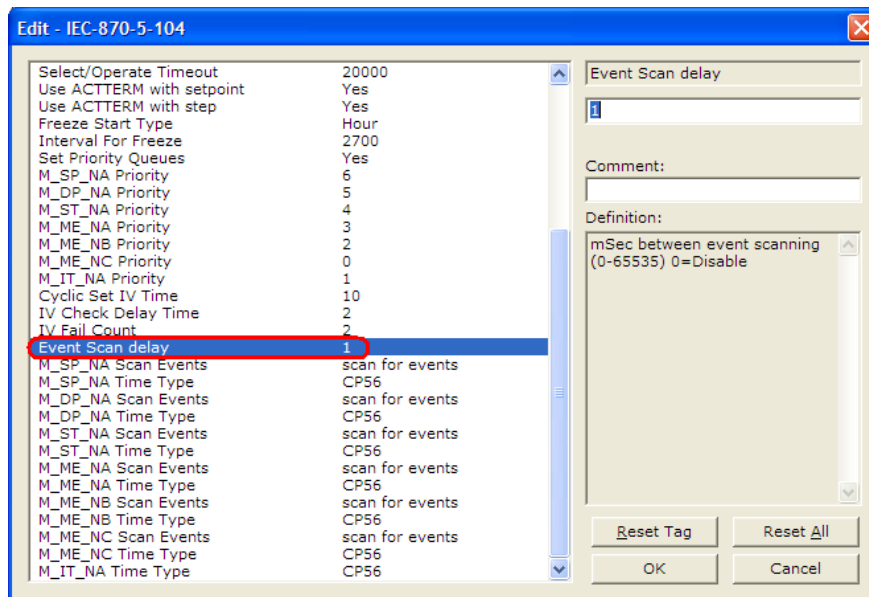 Edit - IEC-870-5-104
Select/Operate Timeout 20000
Use ACTTERM with setpoint Yes
Use ACTTERM with step Yes
Freeze Start Type Hour
Interval For Freeze 2700
Set Priority Queues Yes
M_SP_NA Priority 6
M_DP_NA Priority 5
M_ST_NA Priority 4
M_ME_NA Priority 3
M_ME_NB Priority 2
M_ME_NC Priority 0
M_IT_NA Priority 1
Cyclic Set IV Time 10
IV Check Delay Time 2
IV Fail Count 2
Event Scan delay 1
M_SP_NA Scan Events scan for events
M_SP_NA Time Type CP56
M_DP_NA Scan Events scan for events
M_DP_NA Time Type CP56
M_ST_NA Scan Events scan for events
M_ST_NA Time Type CP56
M_ME_NA Scan Events scan for events
M_ME_NA Time Type CP56
M_ME_NB Scan Events scan for events
M_ME_NB Time Type CP56
M_ME_NC Scan Events scan for events
M_ME_NC Time Type CP56
M_IT_NA Time Type CP56
Event Scan delay
1
Comment:
Definition:
mSec between event scanning
(0-65535) 0=Disable
Reset Tag Reset All
OK Cancel